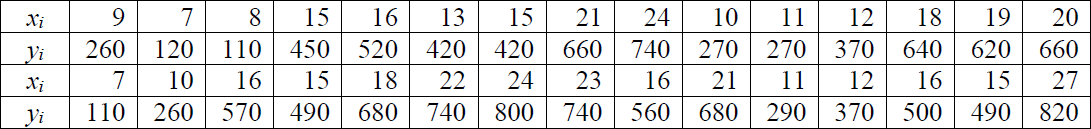 xi 9 7 8 15 16 13 15 21 24 10 11 12 18 19 20
yi 260 120 110 450 520 420 420 660 740 270 270 370 640 620 660
xi 7 10 16 15 18 22 24 23 16 21 11 12 16 15 27
yi 110 260 570 490 680 740 800 740 560 680 290 370 500 490 820